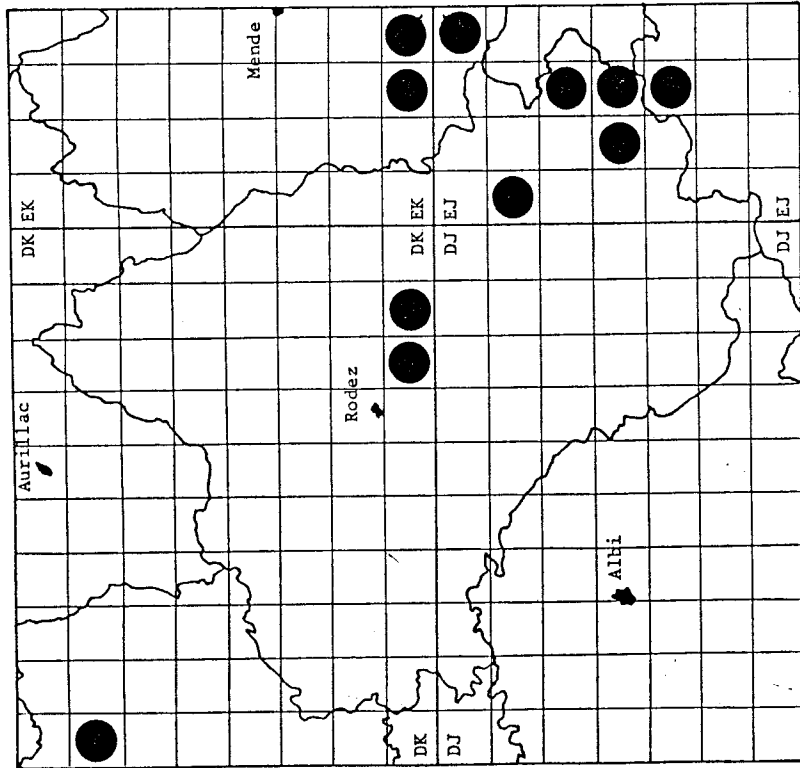 Aurillac
DK EK
Mende
Rodez
DK EK
DJ EJ
DK
DJ
Albi
DJ EJ